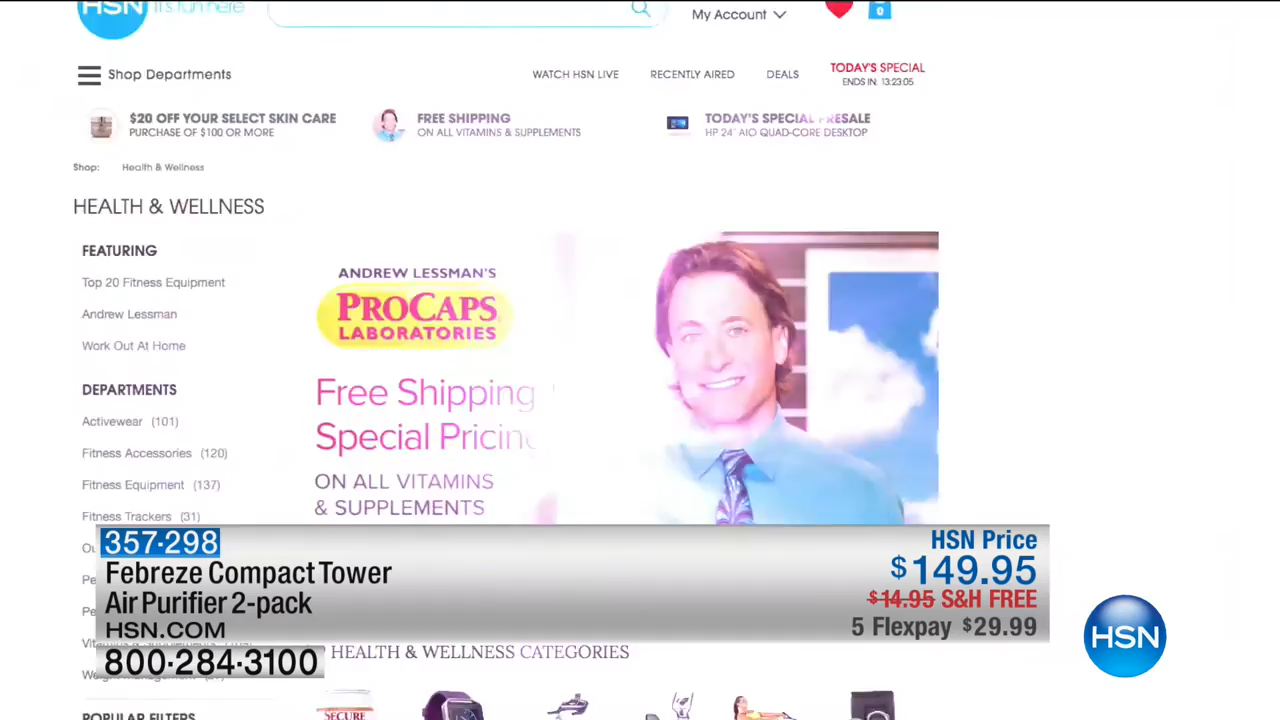 HSN it's fun here
My Account
0
Shop Departments
WATCH HSN LIVE
RECENTLY AIRED
DEALS
TODAY'S SPECIAL
ENDS IN: 13:23:05
$20 OFF YOUR SELECT SKIN CARE
PURCHASE OF $100 OR MORE
FREE SHIPPING
ON ALL VITAMINS & SUPPLEMENTS
TODAY'S SPECIAL PRESALE
HP 24" AIO QUAD-CORE DESKTOP
Shop: Health & Wellness
HEALTH & WELLNESS
FEATURING
Top 20 Fitness Equipment
Andrew Lessman
Work Out At Home
DEPARTMENTS
Activewear (101)
Fitness Accessories (120)
Fitness Equipment (137)
Fitness Trackers (31)
ANDREW LESSMAN'S
PROCAPS
LABORATORIES
Free Shipping
Special Pricing
ON ALL VITAMINS
& SUPPLEMENTS
357-298
Febreze Compact Tower
Air Purifier 2-pack
HSN.COM
800-284-3100
HSN Price
$149.95
$14.95 S&H FREE
5 Flexpay $29.99
HSN
HEALTH & WELLNESS CATEGORIES
SECURE
POPULAR FILTERS